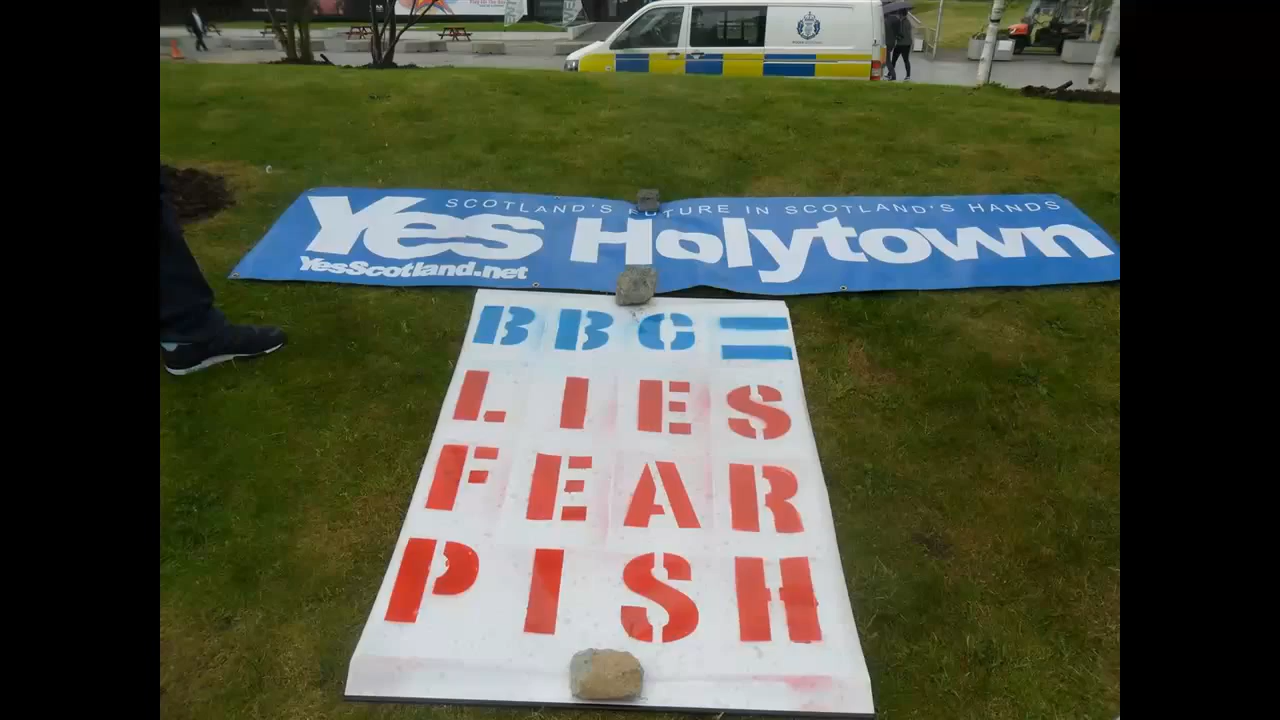 SCOTLAND'S FUTURE IN SCOTLAND'S HANDS
Yes Holytown
YesScotland.net
BBC=
LIES
FEAR
PISH